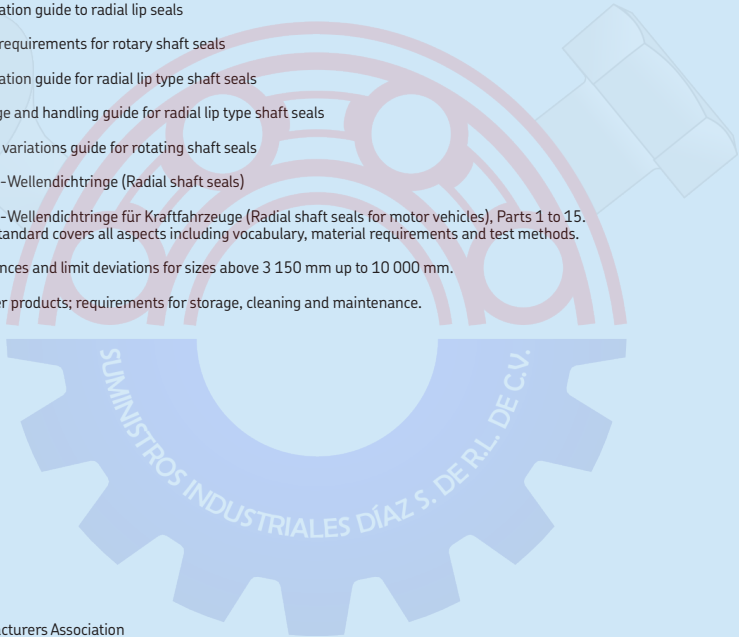 ation guide to radial lip seals
requirements for rotary shaft seals
ation guide for radial lip type shaft seals
ge and handling guide for radial lip type shaft seals
variations guide for rotating shaft seals
-Wellendichtringe (Radial shaft seals)
-Wellendichtringe für Kraftfahrzeuge (Radial shaft seals for motor vehicles), Parts 1 to 15.
tandard covers all aspects including vocabulary, material requirements and test methods.
nces and limit deviations for sizes above 3 150 mm up to 10 000 mm.
er products; requirements for storage, cleaning and maintenance.
SUMINISTROS INDUSTRIALES DÍAZ S. DE R.L. DE C.V.
cturers Association